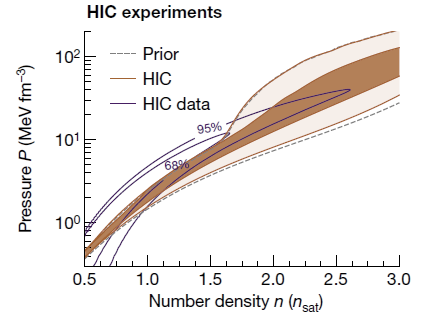 HIC experiments
Pressure P (MeV fm⁻³)
10²
10¹
10⁰
Prior
HIC
HIC data
95%
68%
0.5 1.0 1.5 2.0 2.5 3.0
Number density n (nsat)